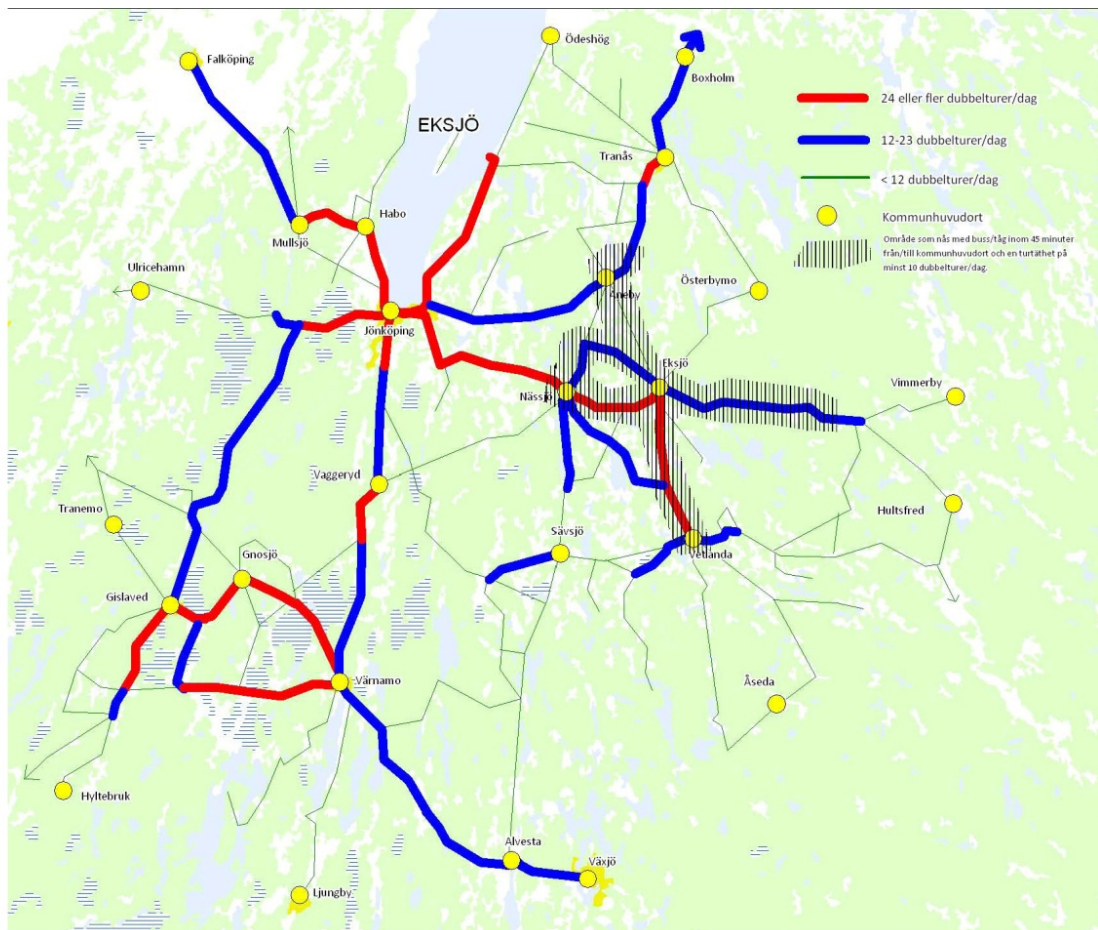 Ödeshög
Falköping
Boxholm
EKSJÖ
24 eller fler dubbelturer/dag
12-23 dubbelturer/dag
< 12 dubbelturer/dag
Kommunhuvudort
Område som nås med buss/tåg inom 45 minuter
från/till kommunhuvudort och en turtäthet på
minst 10 dubbelturer/dag.
Tranås
Habo
Mullsjö
Ulricehamn
Österbymo
Aneby
Jönköping
Eksjö
Nässjö
Vimmerby
Vaggeryd
Tranemo
Hultsfred
Sävsjö
Vetlanda
Gnosjö
Gislaved
Värnamo
Åseda
Hyltebruk
Alvesta
Växjö
Ljungby